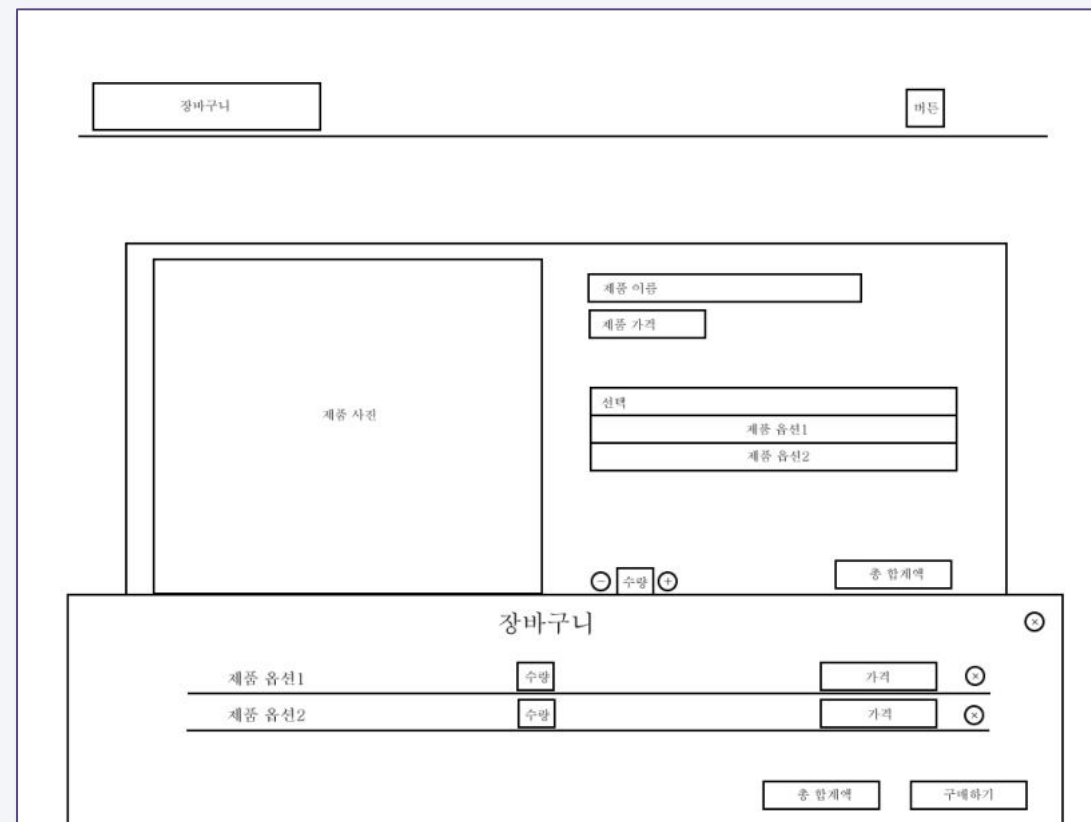 장바구니
버튼
제품 이름
제품 가격
제품 사진
선택
제품 옵션1
제품 옵션2
수량
총 합계액
장바구니
제품 옵션1 수량 가격
제품 옵션2 수량 가격
총 합계액 구매하기